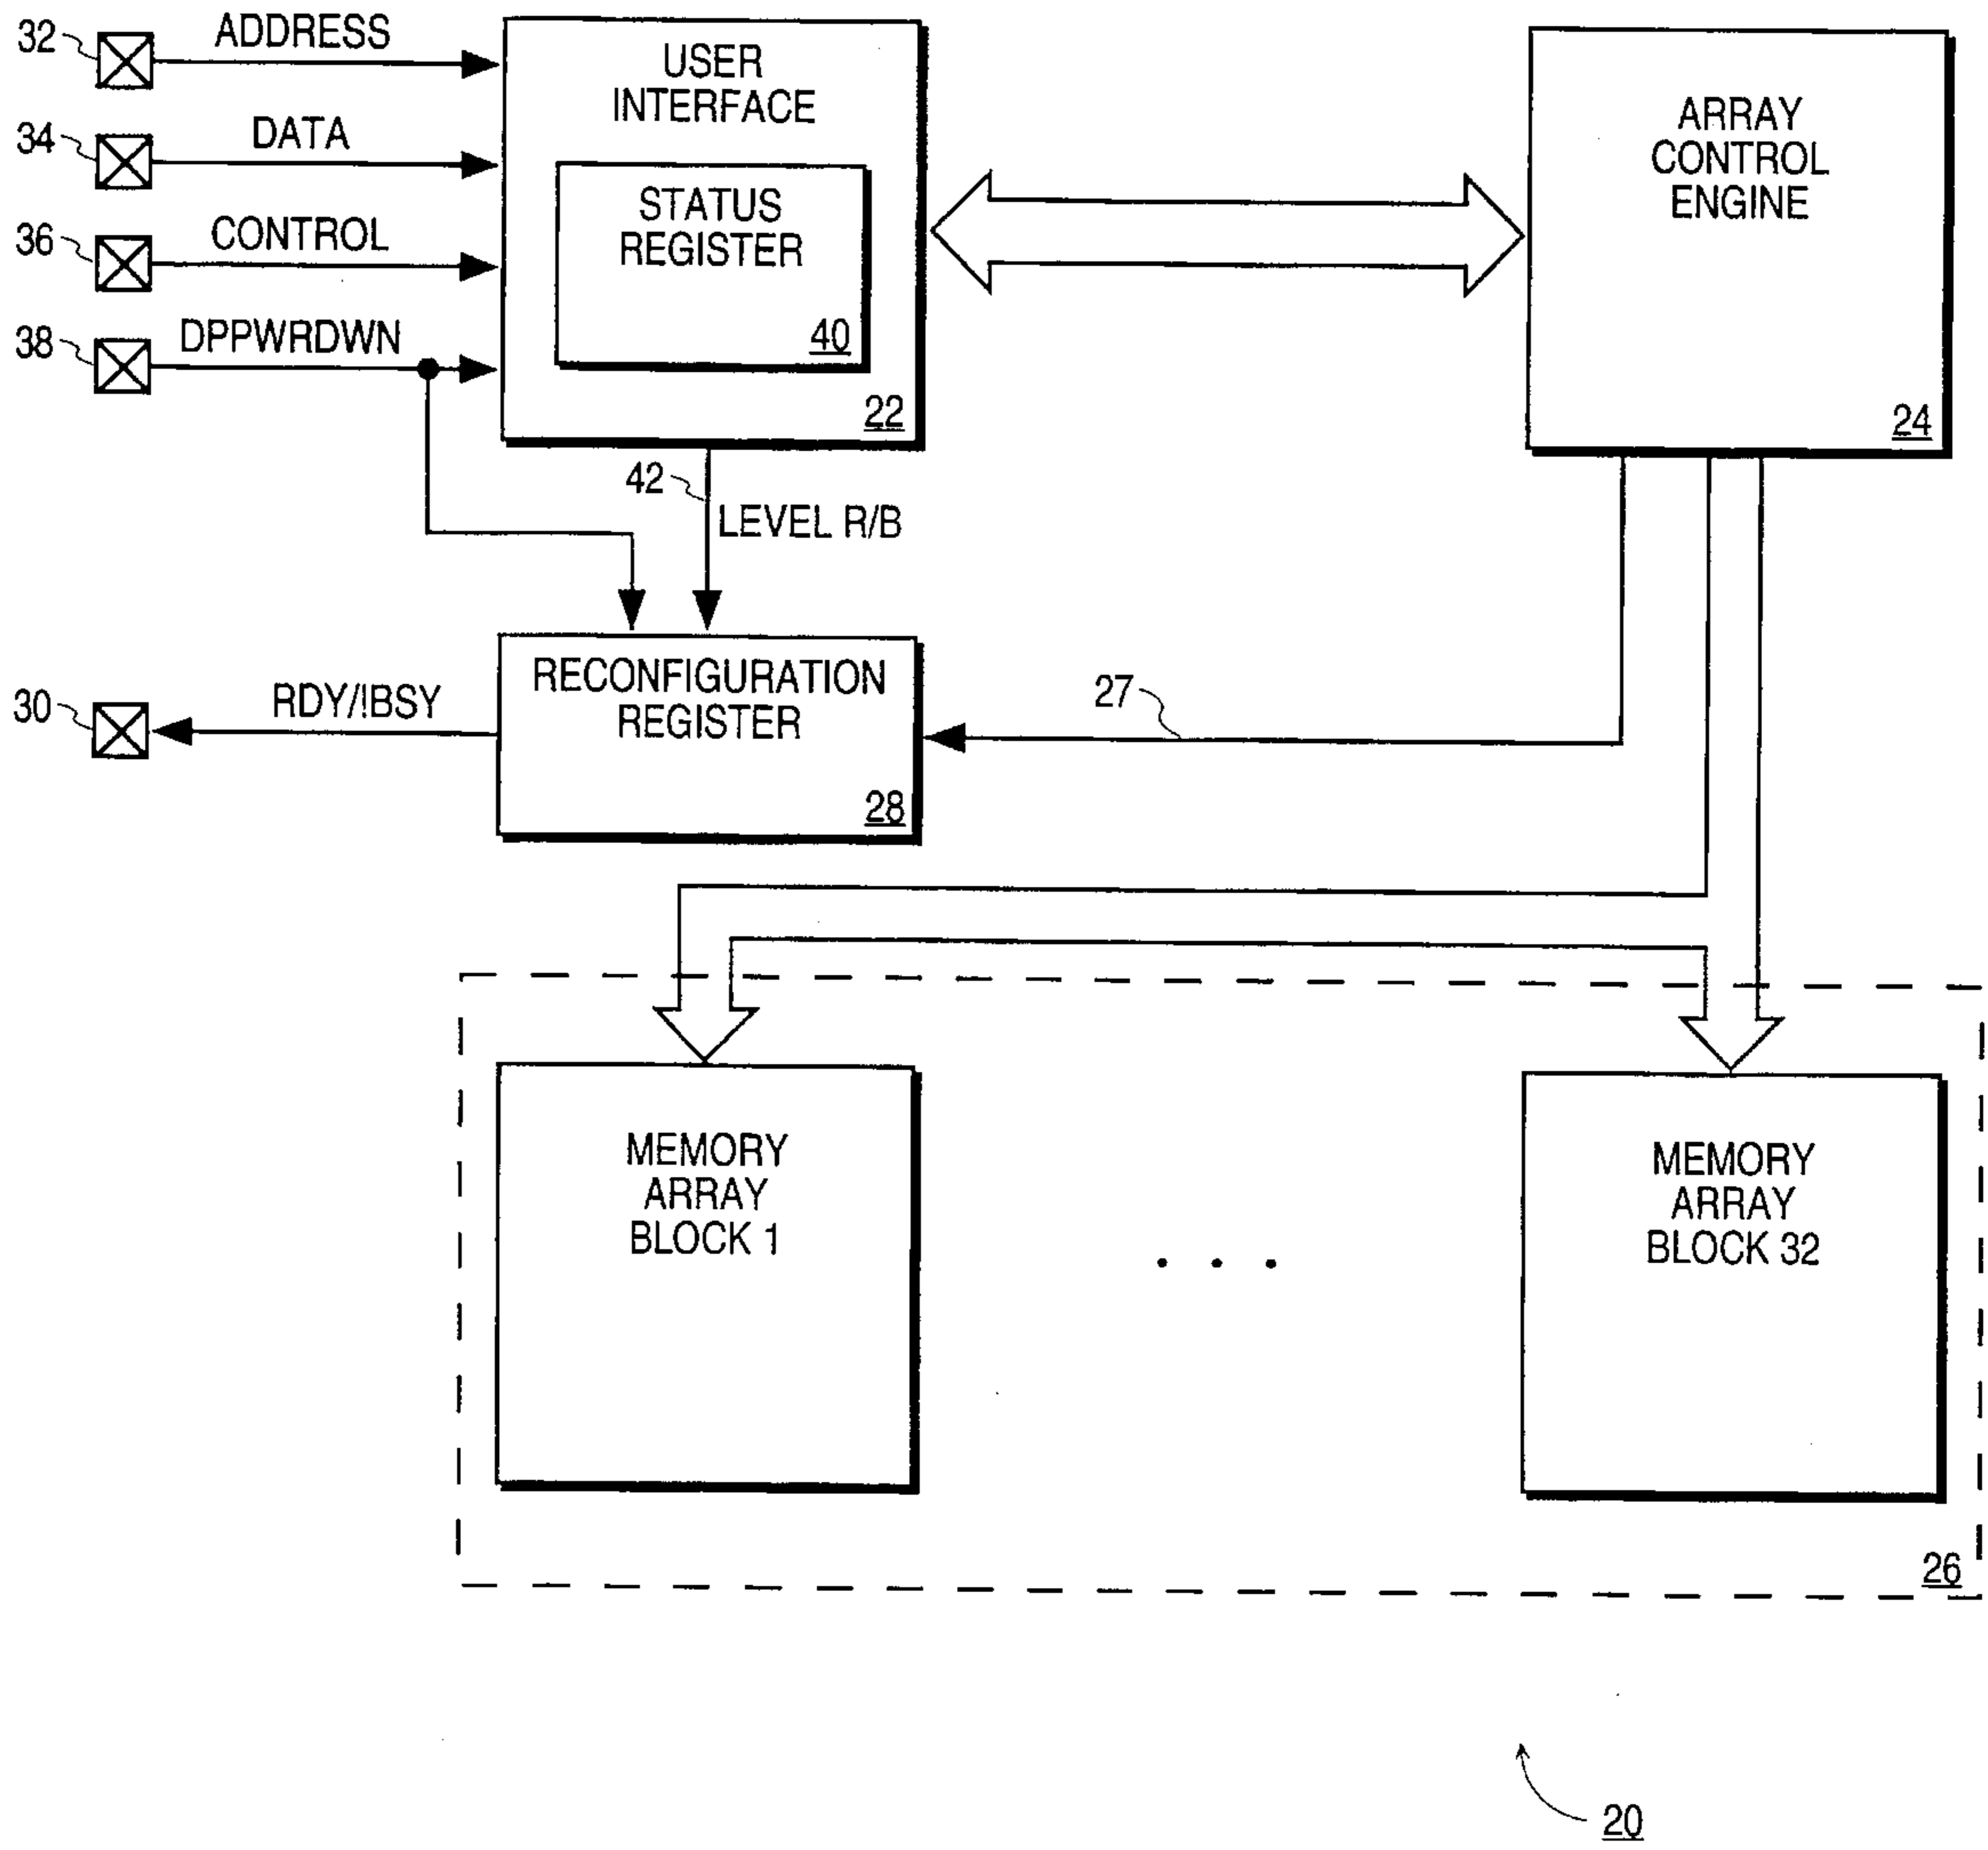 32
ADDRESS
34
DATA
36
CONTROL
38
DPPWRDWN
USER
INTERFACE
STATUS
REGISTER
40
22
ARRAY
CONTROL
ENGINE
24
42
LEVEL R/B
30
RDY/!BSY
RECONFIGURATION
REGISTER
28
27
MEMORY
ARRAY
BLOCK 1
. . .
MEMORY
ARRAY
BLOCK 32
26
20